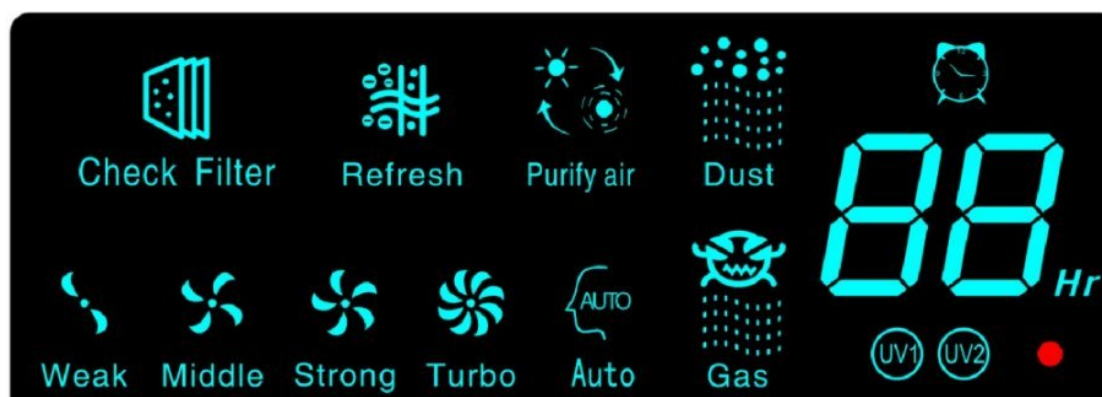 Check Filter
Refresh
Purify air
Dust
88
Hr
Weak
Middle
Strong
Turbo
AUTO
Auto
Gas
UV1
UV2